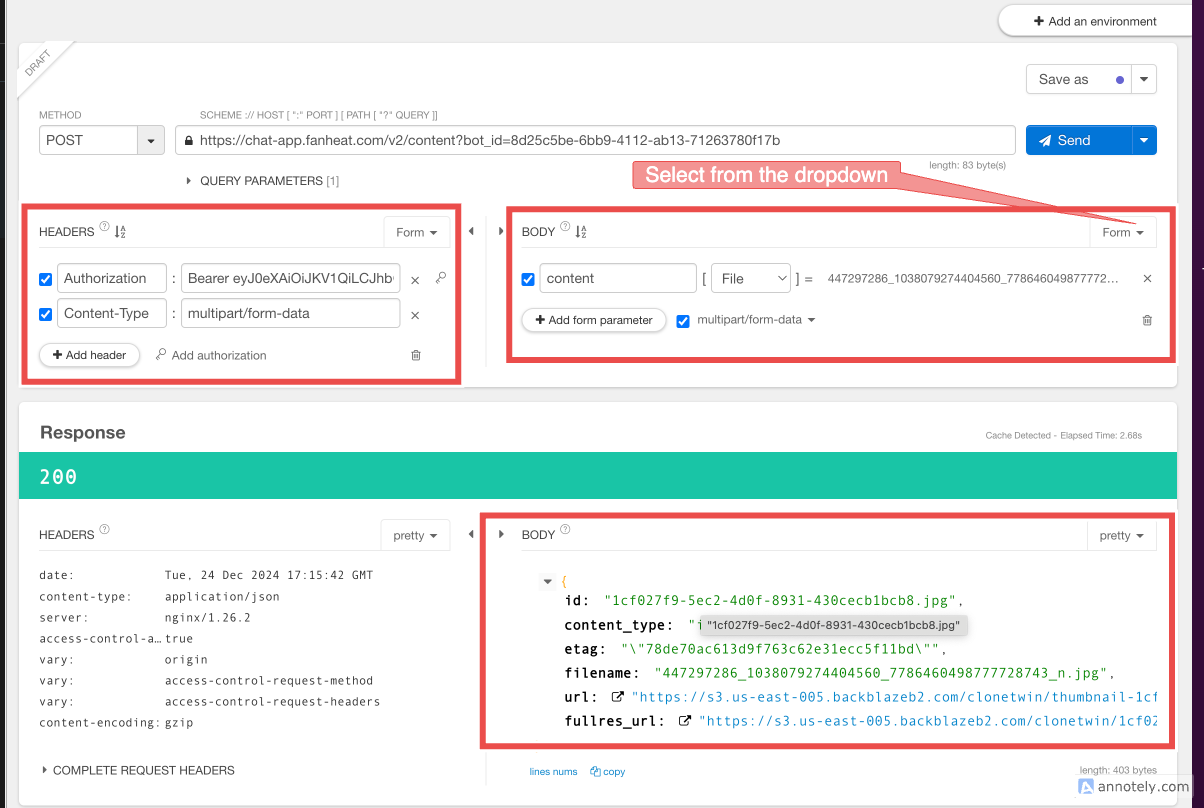 + Add an environment
DRAFT
Save as
METHOD
SCHEME :// HOST [ ":" PORT ] [ PATH [ "?" QUERY ]]
POST
https://chat-app.fanheat.com/v2/content?bot_id=8d25c5be-6bb9-4112-ab13-71263780f17b
Send
length: 83 byte(s)
QUERY PARAMETERS [1]
Select from the dropdown
HEADERS ? Form
BODY ? Form
Authorization : Bearer eyJ0eXAiOiJKV1QiLCJhb
Content-Type : multipart/form-data
+ Add header Add authorization
content [ File ] = 447297286_1038079274404560_778646049877772...
+ Add form parameter multipart/form-data
Response
Cache Detected - Elapsed Time: 2.68s
200
HEADERS ? pretty
date: Tue, 24 Dec 2024 17:15:42 GMT
content-type: application/json
server: nginx/1.26.2
access-control-a... true
vary: origin
vary: access-control-request-method
vary: access-control-request-headers
content-encoding: gzip
COMPLETE REQUEST HEADERS
BODY ? pretty
{
id: "1cf027f9-5ec2-4d0f-8931-430cecb1bcb8.jpg",
content_type: "i
"1cf027f9-5ec2-4d0f-8931-430cecb1bcb8.jpg"
etag: "\"78de70ac613d9f763c62e31ecc5f11bd\"",
filename: "447297286_1038079274404560_7786460498777728743_n.jpg",
url: "https://s3.us-east-005.backblazeb2.com/clonetwin/thumbnail-1cf
fullres_url: "https://s3.us-east-005.backblazeb2.com/clonetwin/1cf02
lines nums copy
length: 403 bytes
annotely.com